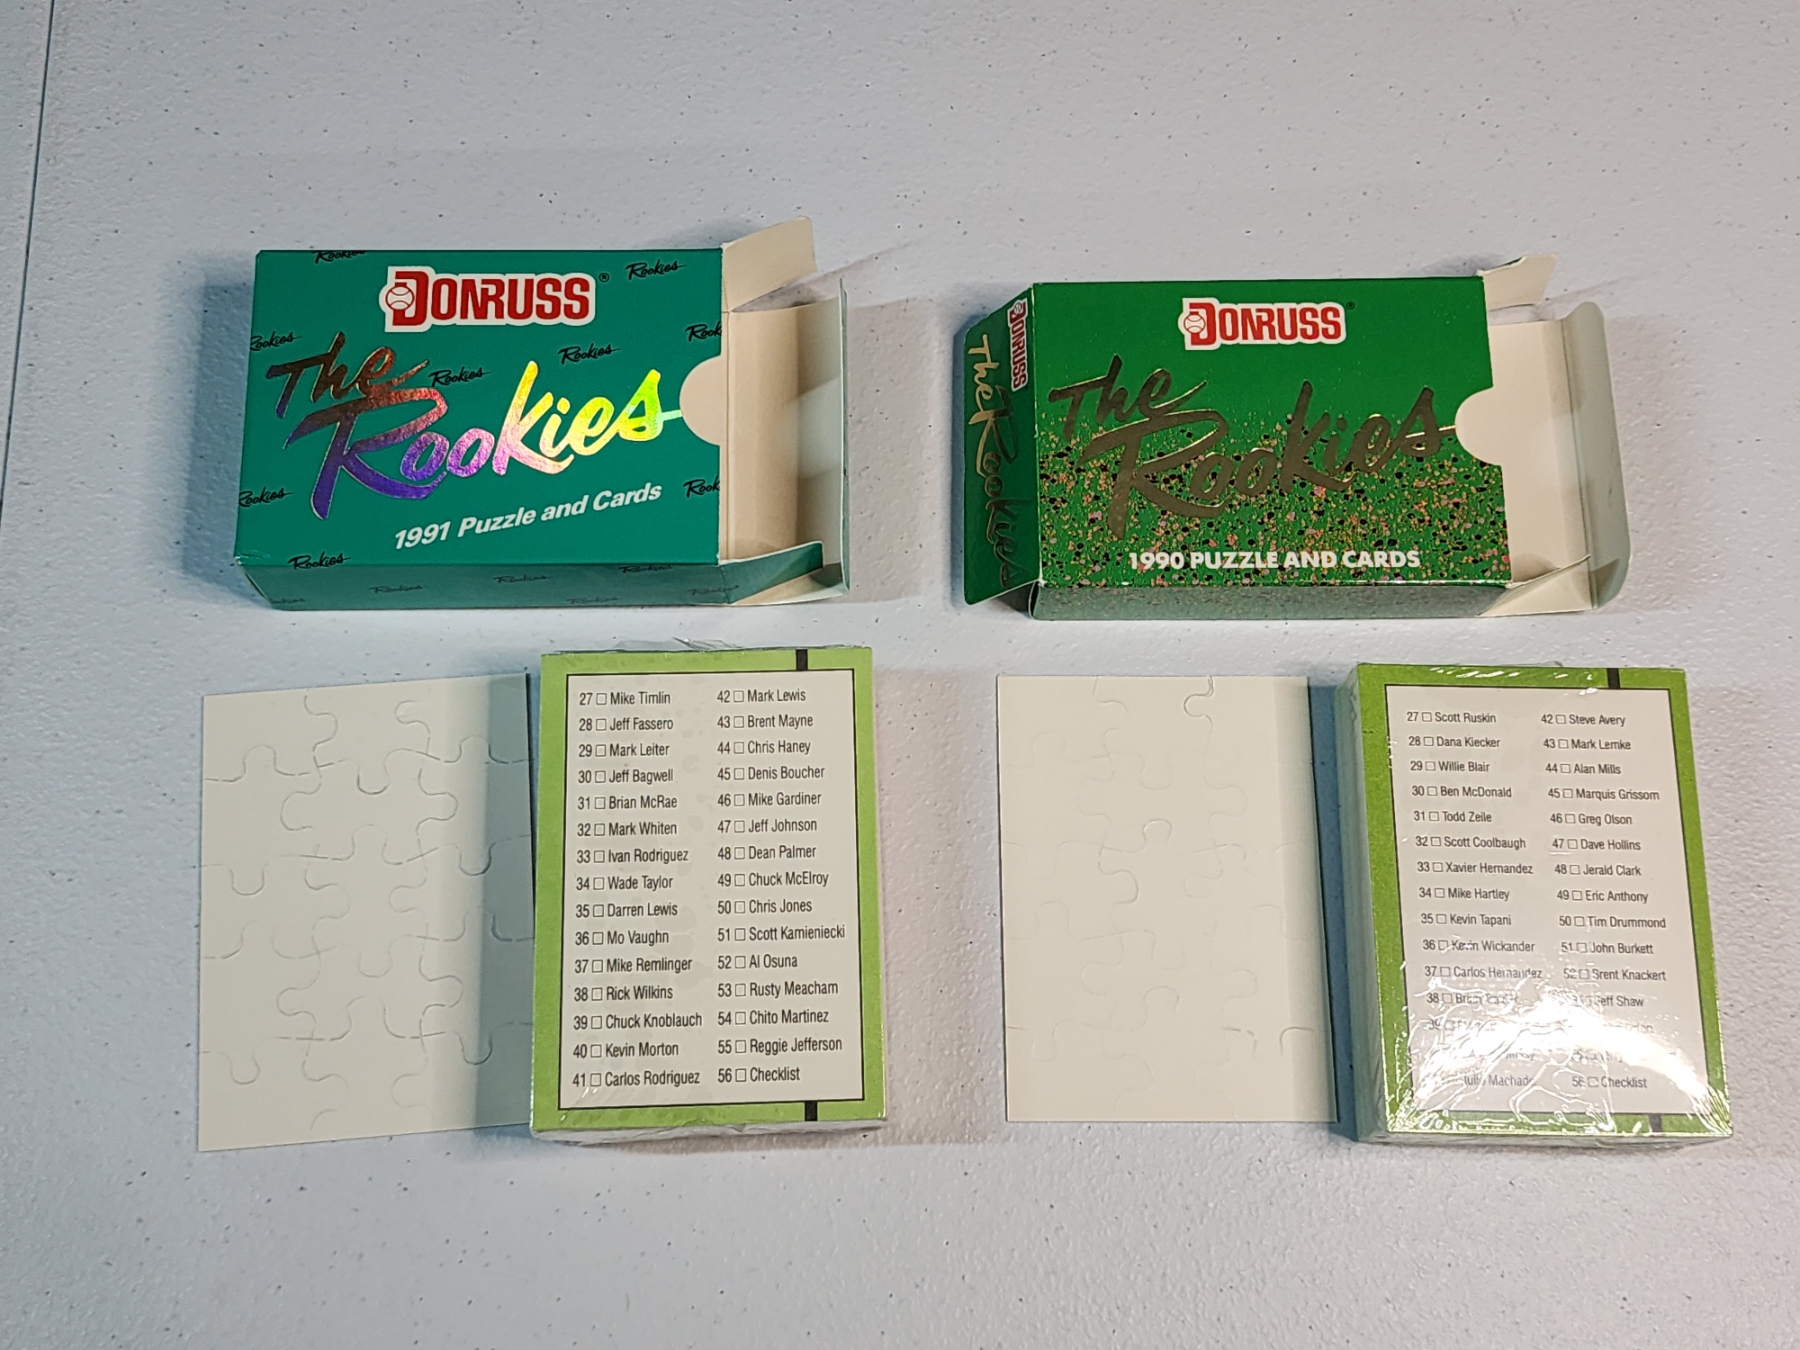 Rookies
DONRUSS®
Rookies
Rookies
Rookies
Rookies
The Rookies
Rookies
Rookies
Rook
1991 Puzzle and Cards
Rookies
Rookies
Rookies
Rookies
DONRUSS
The Rookies
DONRUSS®
The Rookies
1990 PUZZLE AND CARDS
27 Mike Timlin
28 Jeff Fassero
29 Mark Leiter
30 Jeff Bagwell
31 Brian McRae
32 Mark Whiten
33 Ivan Rodriguez
34 Wade Taylor
35 Darren Lewis
36 Mo Vaughn
37 Mike Remlinger
38 Rick Wilkins
39 Chuck Knoblauch
40 Kevin Morton
41 Carlos Rodriguez
42 Mark Lewis
43 Brent Mayne
44 Chris Haney
45 Denis Boucher
46 Mike Gardiner
47 Jeff Johnson
48 Dean Palmer
49 Chuck McElroy
50 Chris Jones
51 Scott Kamieniecki
52 Al Osuna
53 Rusty Meacham
54 Chito Martinez
55 Reggie Jefferson
56 Checklist
27 Scott Ruskin
28 Dana Kiecker
29 Willie Blair
30 Ben McDonald
31 Todd Zeile
32 Scott Coolbaugh
33 Xavier Hernandez
34 Mike Hartley
35 Kevin Tapani
36 Kevin Wickander
37 Carlos Hernandez
38
39
Julio Machado
42 Steve Avery
43 Mark Lemke
44 Alan Mills
45 Marquis Grissom
46 Greg Olson
47 Dave Hollins
48 Jerald Clark
49 Eric Anthony
50 Tim Drummond
51 John Burkett
52 Brent Knackert
Jeff Shaw
56 Checklist